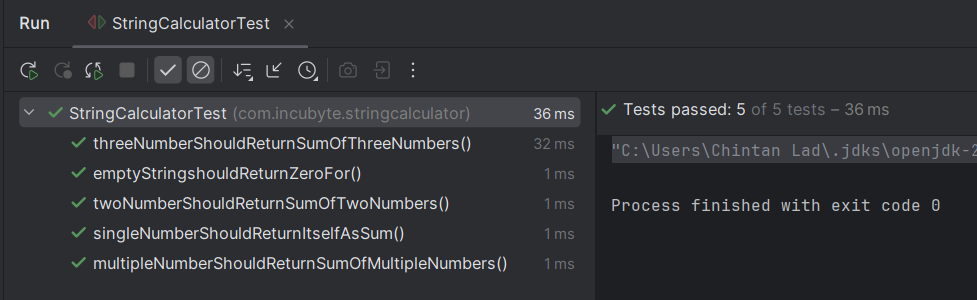 Run StringCalculatorTest
StringCalculatorTest (com.incubyte.stringcalculator) 36 ms
threeNumberShouldReturnSumOfThreeNumbers() 32 ms
emptyStringshouldReturnZeroFor() 1 ms
twoNumberShouldReturnSumOfTwoNumbers() 1 ms
singleNumberShouldReturnItselfAsSum() 1 ms
multipleNumberShouldReturnSumOfMultipleNumbers() 1 ms
Tests passed: 5 of 5 tests – 36 ms
"C:\Users\Chintan Lad\.jdks\openjdk-2
Process finished with exit code 0